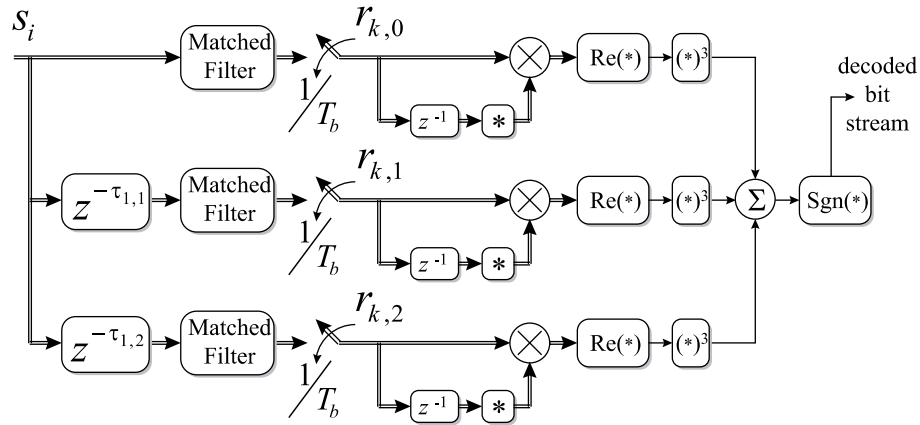 s_i
Matched Filter
1/T_b
r_{k,0}
z^{-1}
*
Re(*)
(*)^3
z^{-τ_{1,1}}
Matched Filter
1/T_b
r_{k,1}
z^{-1}
*
Re(*)
(*)^3
Σ
Sgn(*)
decoded
bit
stream
z^{-τ_{1,2}}
Matched Filter
1/T_b
r_{k,2}
z^{-1}
*
Re(*)
(*)^3